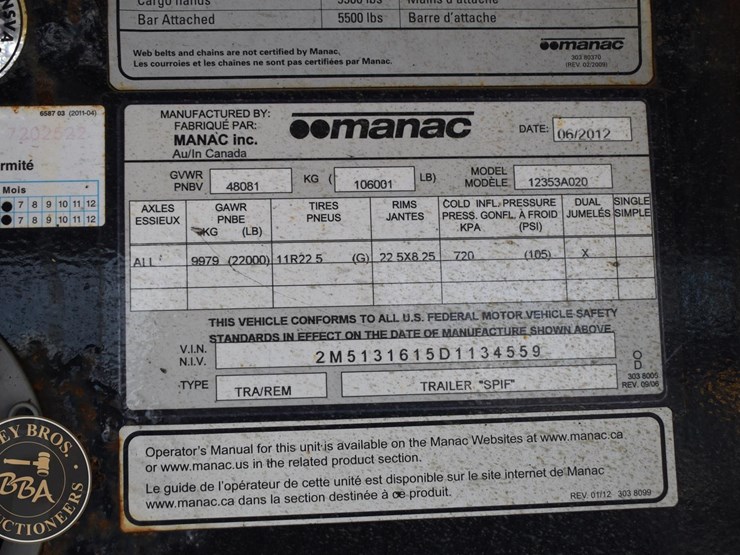 Bar Attached 5500 lbs Barre d'attache
Web belts and chains are not certified by Manac.
Les courroies et les chaînes ne sont pas certifiées par Manac.
manac
303 80370
(REV. 02/2009)
NSVA
6587 03 (2011-04)
rmité
Mois
7 8 9 10 11 12
7 8 9 10 11 12
MANUFACTURED BY:
FABRIQUÉ PAR:
MANAC inc.
Au/In Canada
manac
DATE: 06/2012
GVWR
PNBV 48081 KG ( 106001 LB)
MODEL
MODÈLE 12353A020
AXLES
ESSIEUX
GAWR
PNBE
KG (LB)
TIRES
PNEUS
RIMS
JANTES
COLD INFL. PRESSURE
PRESS. GONFL. À FROID
KPA (PSI)
DUAL
JUMELÉS
SINGLE
SIMPLE
ALL 9979 (22000) 11R22.5 (G) 22.5X8.25 720 (105) X
THIS VEHICLE CONFORMS TO ALL U.S. FEDERAL MOTOR VEHICLE SAFETY
STANDARDS IN EFFECT ON THE DATE OF MANUFACTURE SHOWN ABOVE.
V.I.N.
N.I.V. 2M5131615D1134559
TYPE TRA/REM TRAILER "SPIF"
303 8005
REV. 09/06
Operator's Manual for this unit is available on the Manac Websites at www.manac.ca
or www.manac.us in the related product section.
Le guide de l'opérateur de cette unité est disponible sur le site internet de Manac
www.manac.ca dans la section destinée à ce produit.
REV. 01/12 303 8099
EY BROS.
BBA
CTIONEERS